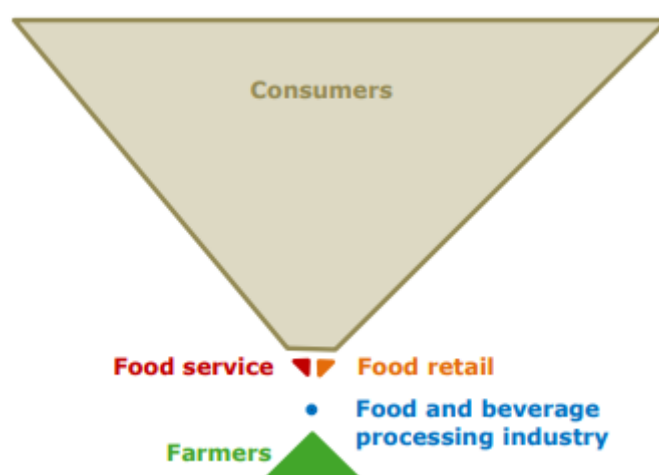 Consumers
Food service
Food retail
Food and beverage
processing industry
Farmers